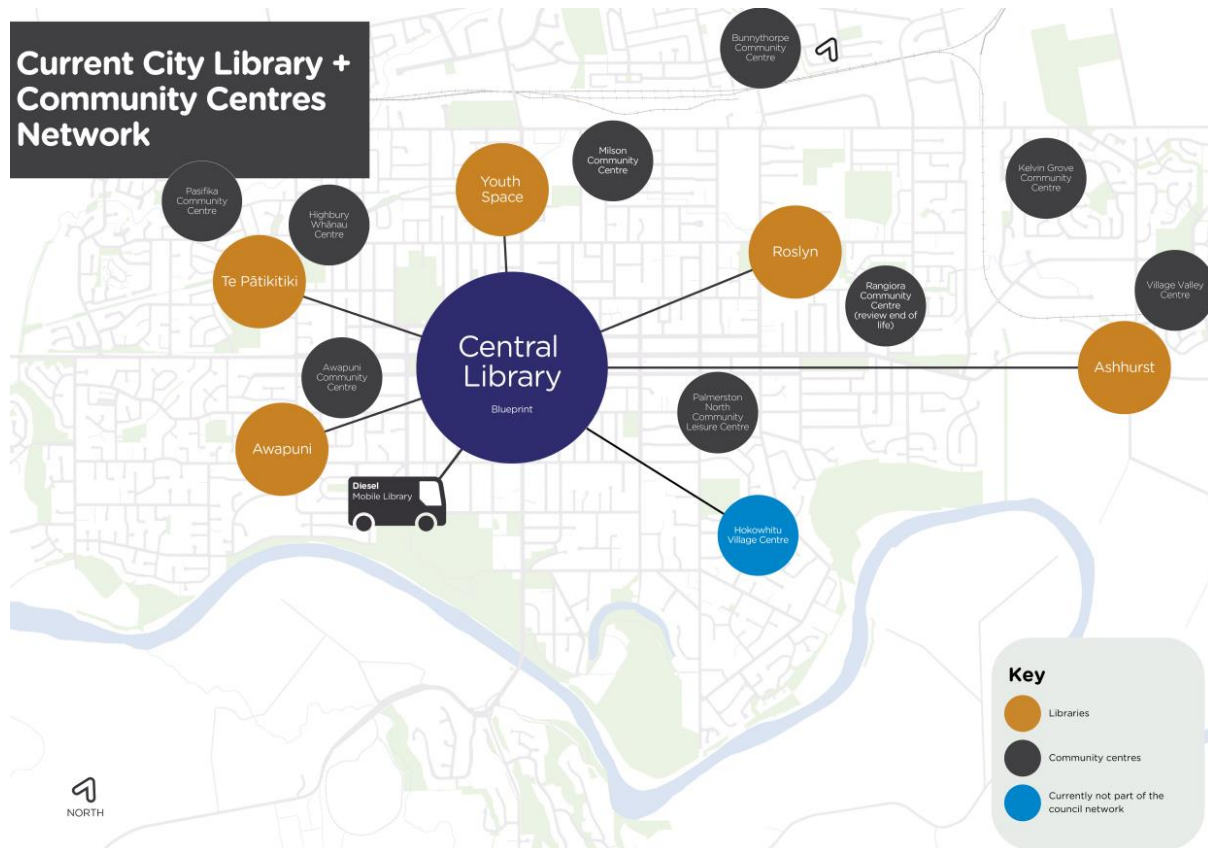 Current City Library +
Community Centres
Network
Bunnythorpe
Community
Centre
Milson
Community
Centre
Youth
Space
Kelvin Grove
Community
Centre
Pasifika
Community
Centre
Highbury
Whānau
Centre
Roslyn
Te Pātikitiki
Rangiora
Community
Centre
(review end of
life)
Village Valley
Centre
Central
Library
Blueprint
Ashhurst
Awapuni
Community
Centre
Palmerston
North
Community
Leisure Centre
Awapuni
Diesel
Mobile Library
Hokowhitu
Village Centre
Key
Libraries
Community centres
Currently not part of the
council network
NORTH